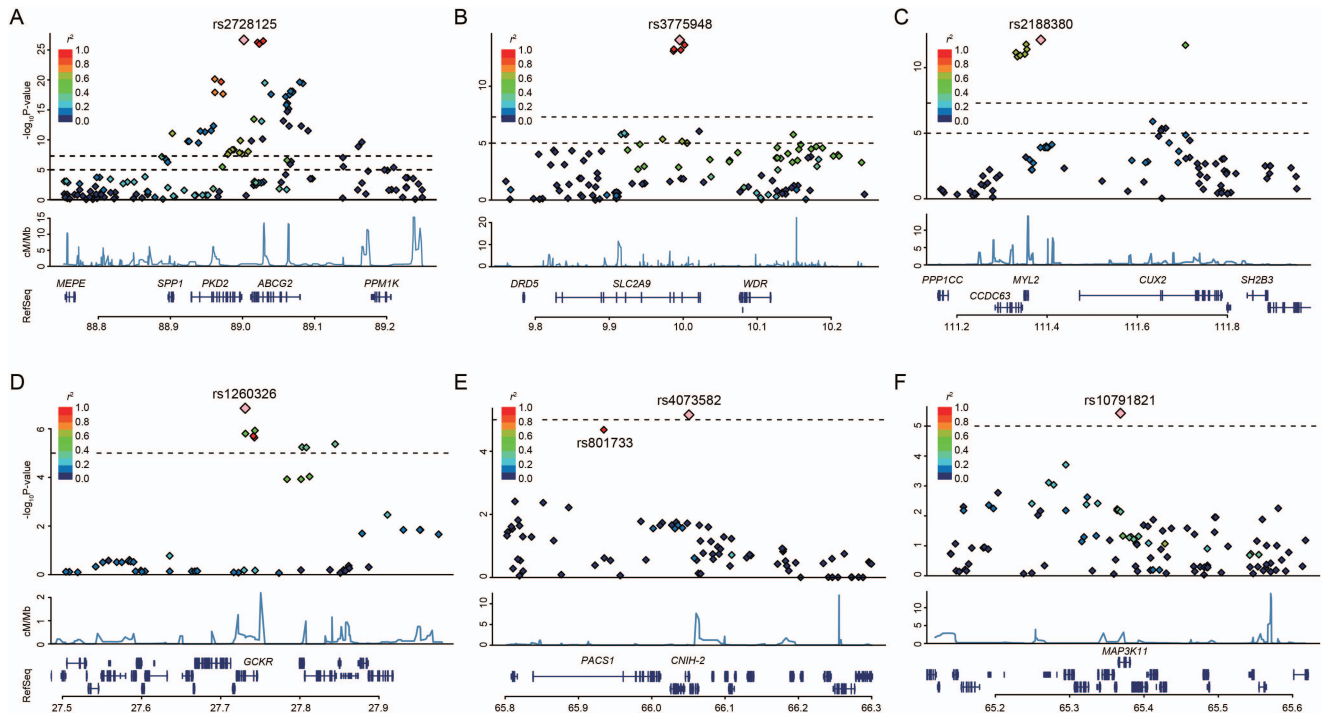 A
rs2728125
r²
1.0
0.8
0.6
0.4
0.2
0.0
25
20
15
10
5
0
-log₁₀P-value
15
10
5
0
cM/Mb
MEPE SPP1 PKD2 ABCG2 PPM1K
RefSeq
88.8 88.9 89.0 89.1 89.2
B
rs3775948
r²
1.0
0.8
0.6
0.4
0.2
0.0
10
5
0
20
10
0
DRD5 SLC2A9 WDR
9.8 9.9 10.0 10.1 10.2
C
rs2188380
r²
1.0
0.8
0.6
0.4
0.2
0.0
10
5
0
10
5
0
PPP1CC MYL2 CUX2 SH2B3
CCDC63
111.2 111.4 111.6 111.8
D
rs1260326
r²
1.0
0.8
0.6
0.4
0.2
0.0
6
4
2
0
-log₁₀P-value
2
1
0
cM/Mb
GCKR
RefSeq
27.5 27.6 27.7 27.8 27.9
E
rs4073582
r²
1.0
0.8
0.6
0.4
0.2
0.0
rs801733
4
2
0
10
5
0
PACS1 CNIH-2
65.8 65.9 66.0 66.1 66.2 66.3
F
rs10791821
r²
1.0
0.8
0.6
0.4
0.2
0.0
5
4
3
2
1
0
10
5
0
MAP3K11
65.2 65.3 65.4 65.5 65.6